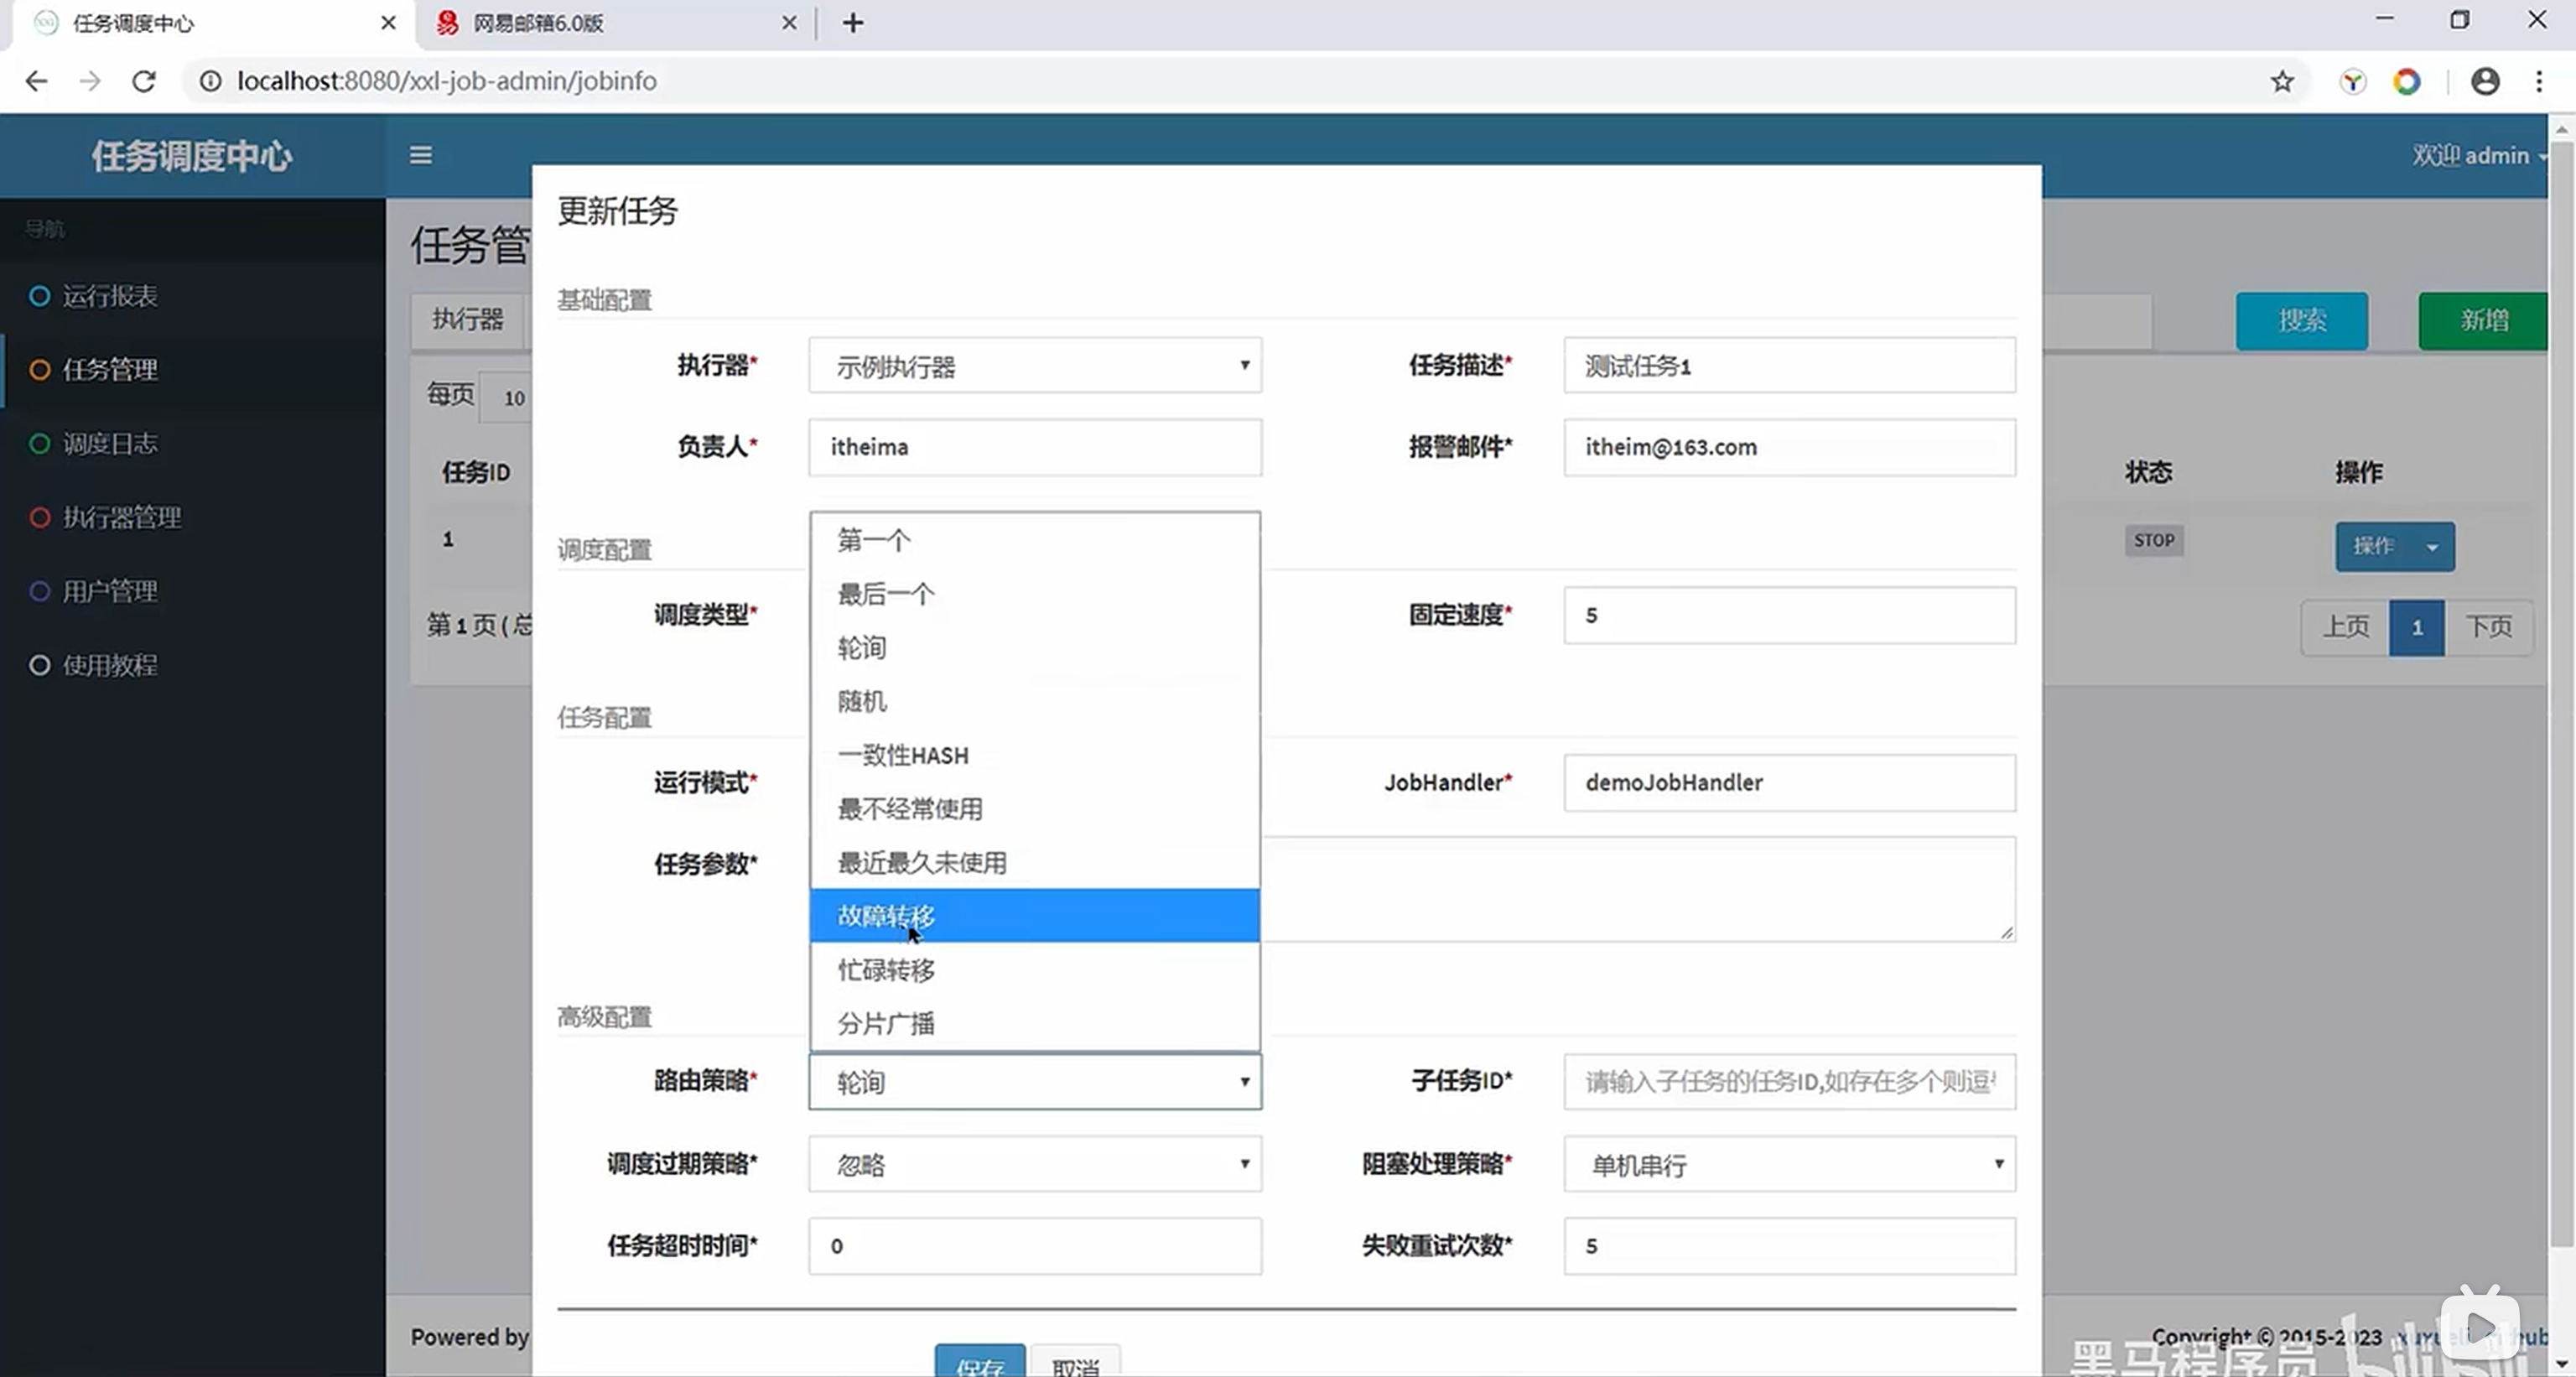 任务调度中心
网易邮箱6.0版
localhost:8080/xxl-job-admin/jobinfo
任务调度中心
欢迎 admin
导航
运行报表
任务管理
调度日志
执行器管理
用户管理
使用教程
任务管
执行器
搜索
新增
每页 10
任务ID
状态
操作
1
STOP
操作
第 1 页 ( 总
上页 1 下页
更新任务
基础配置
执行器* 示例执行器
任务描述* 测试任务1
负责人* itheima
报警邮件* itheim@163.com
调度配置
调度类型*
固定速度* 5
任务配置
运行模式*
JobHandler* demoJobHandler
任务参数*
第一个
最后一个
轮询
随机
一致性HASH
最不经常使用
最近最久未使用
故障转移
忙碌转移
分片广播
高级配置
路由策略* 轮询
子任务ID* 请输入子任务的任务ID,如存在多个则逗
调度过期策略* 忽略
阻塞处理策略* 单机串行
任务超时时间* 0
失败重试次数* 5
保存 取消
Powered by
Copyright © 2015-2023
黑马程序员 bilibili